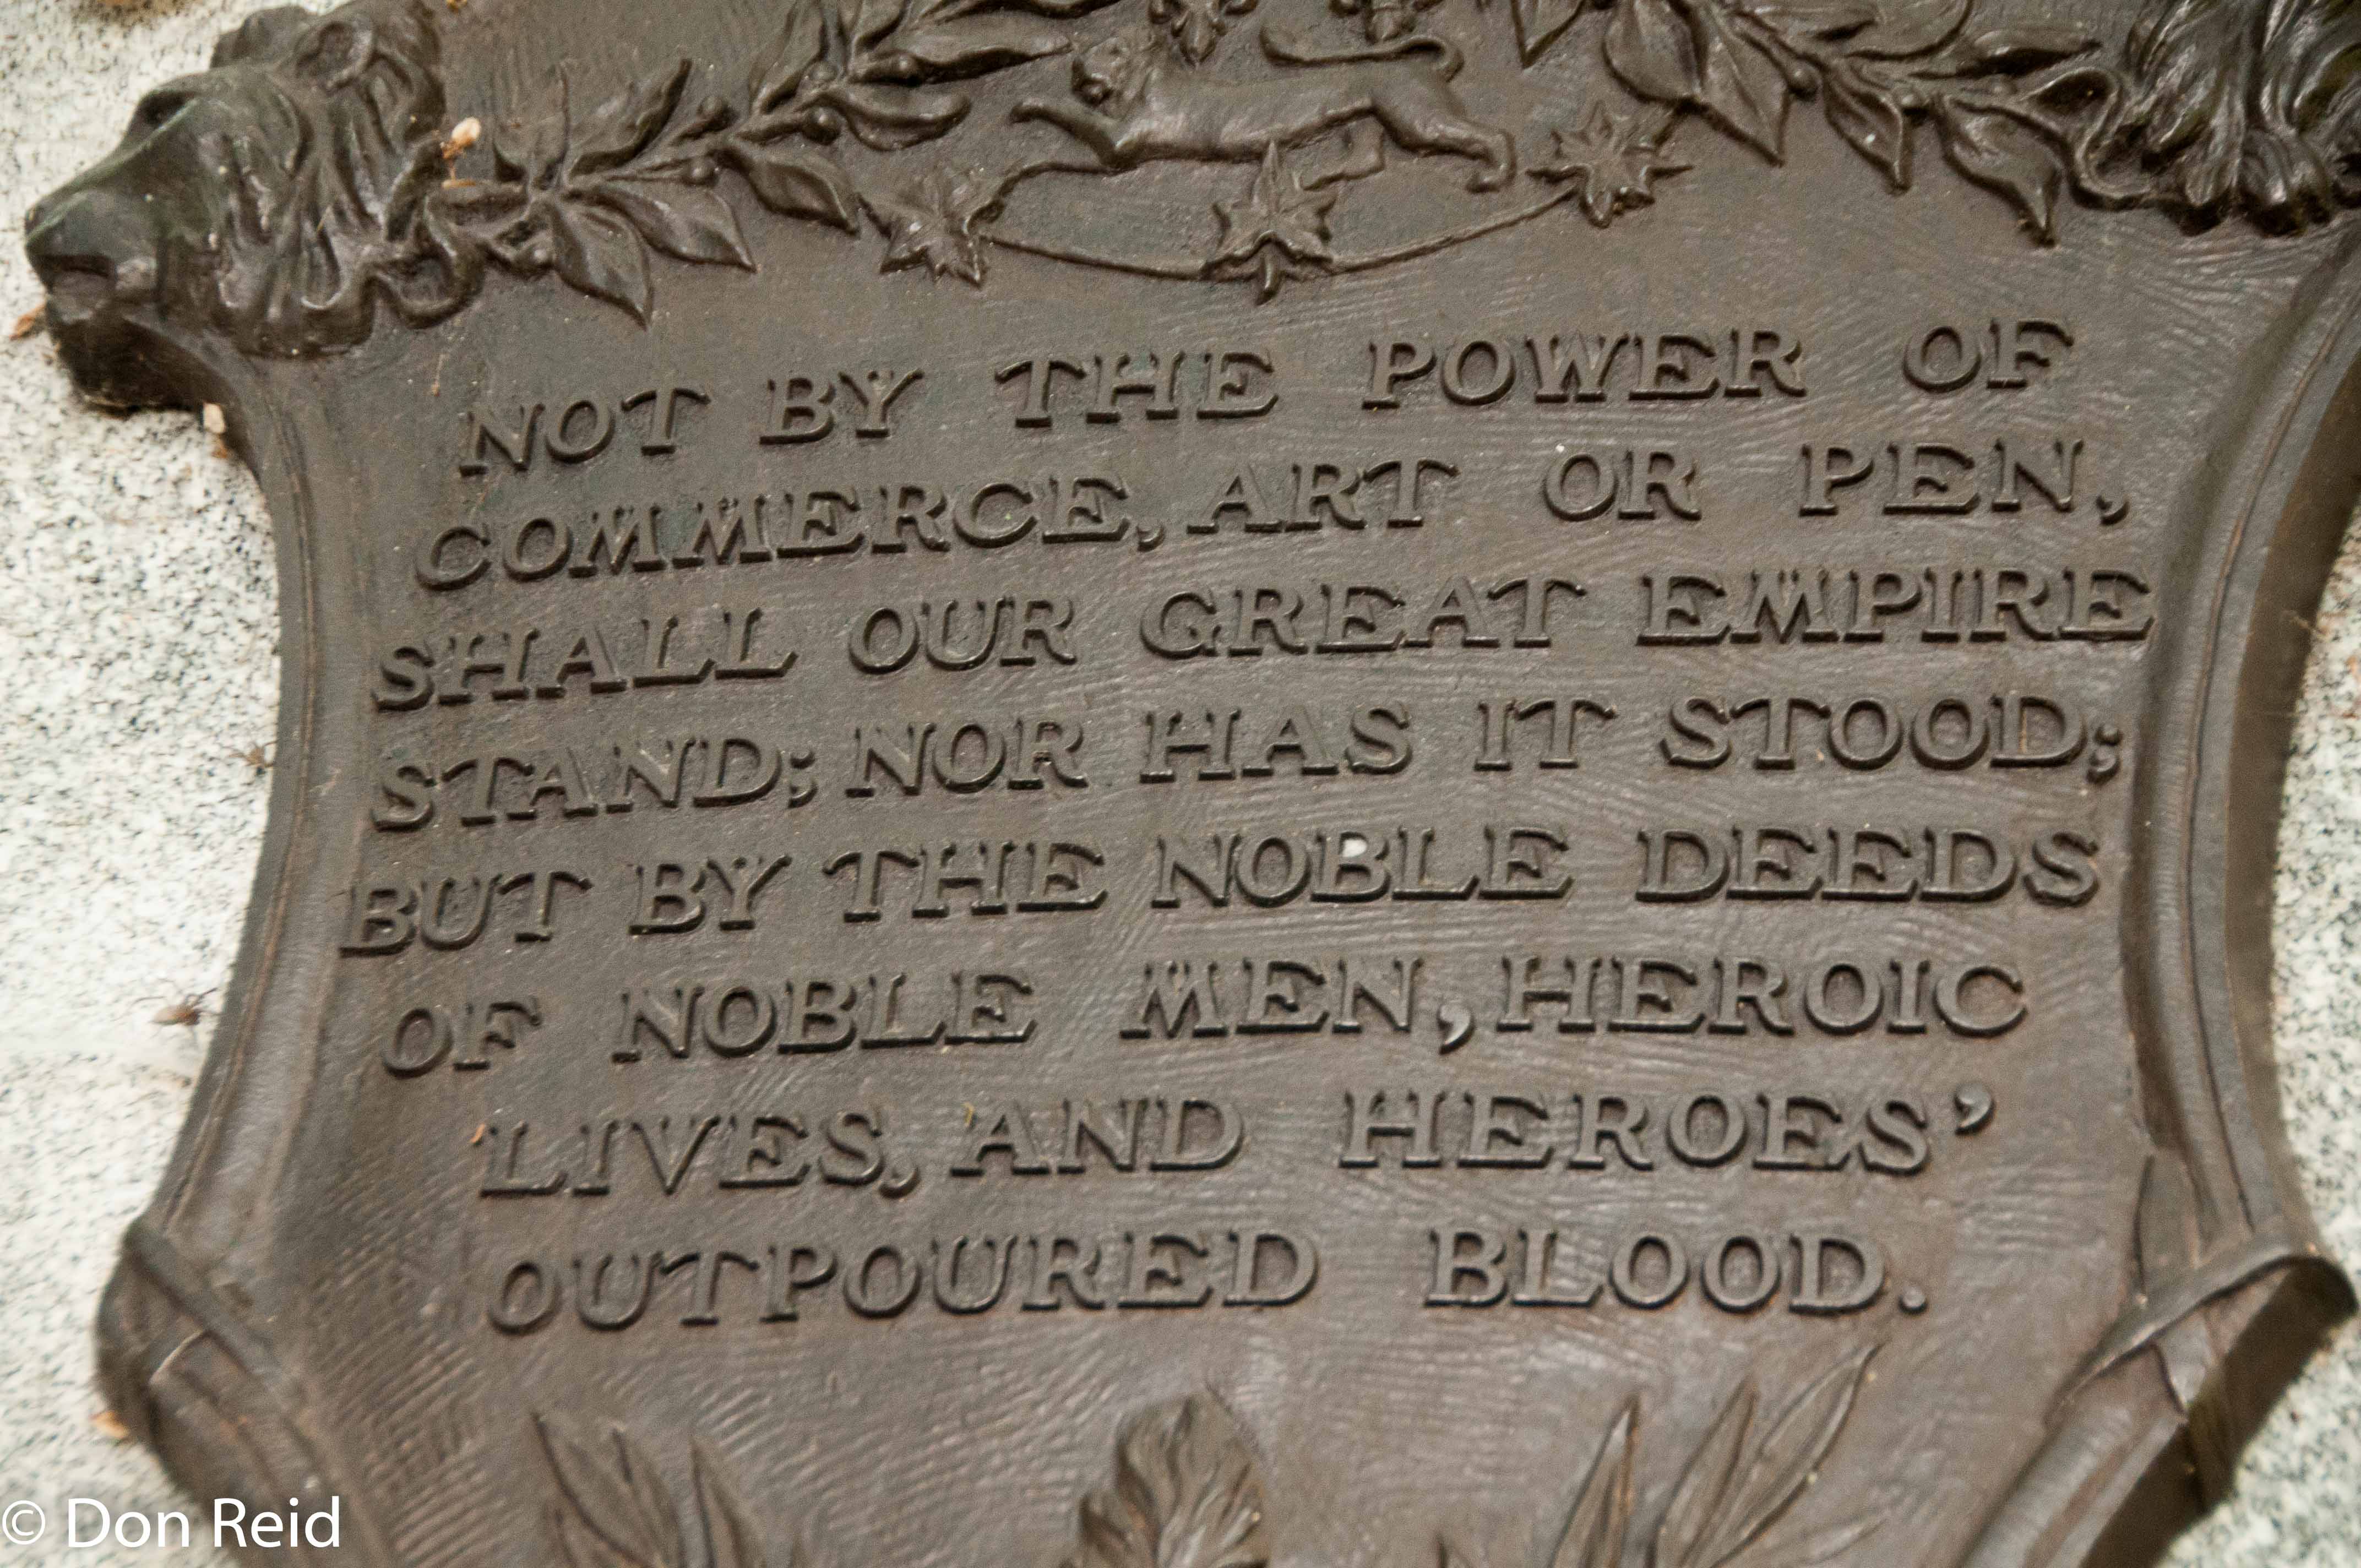 NOT BY THE POWER OF
COMMERCE, ART OR PEN,
SHALL OUR GREAT EMPIRE
STAND; NOR HAS IT STOOD;
BUT BY THE NOBLE DEEDS
OF NOBLE MEN, HEROIC
LIVES, AND HEROES'
OUTPOURED BLOOD.
© Don Reid